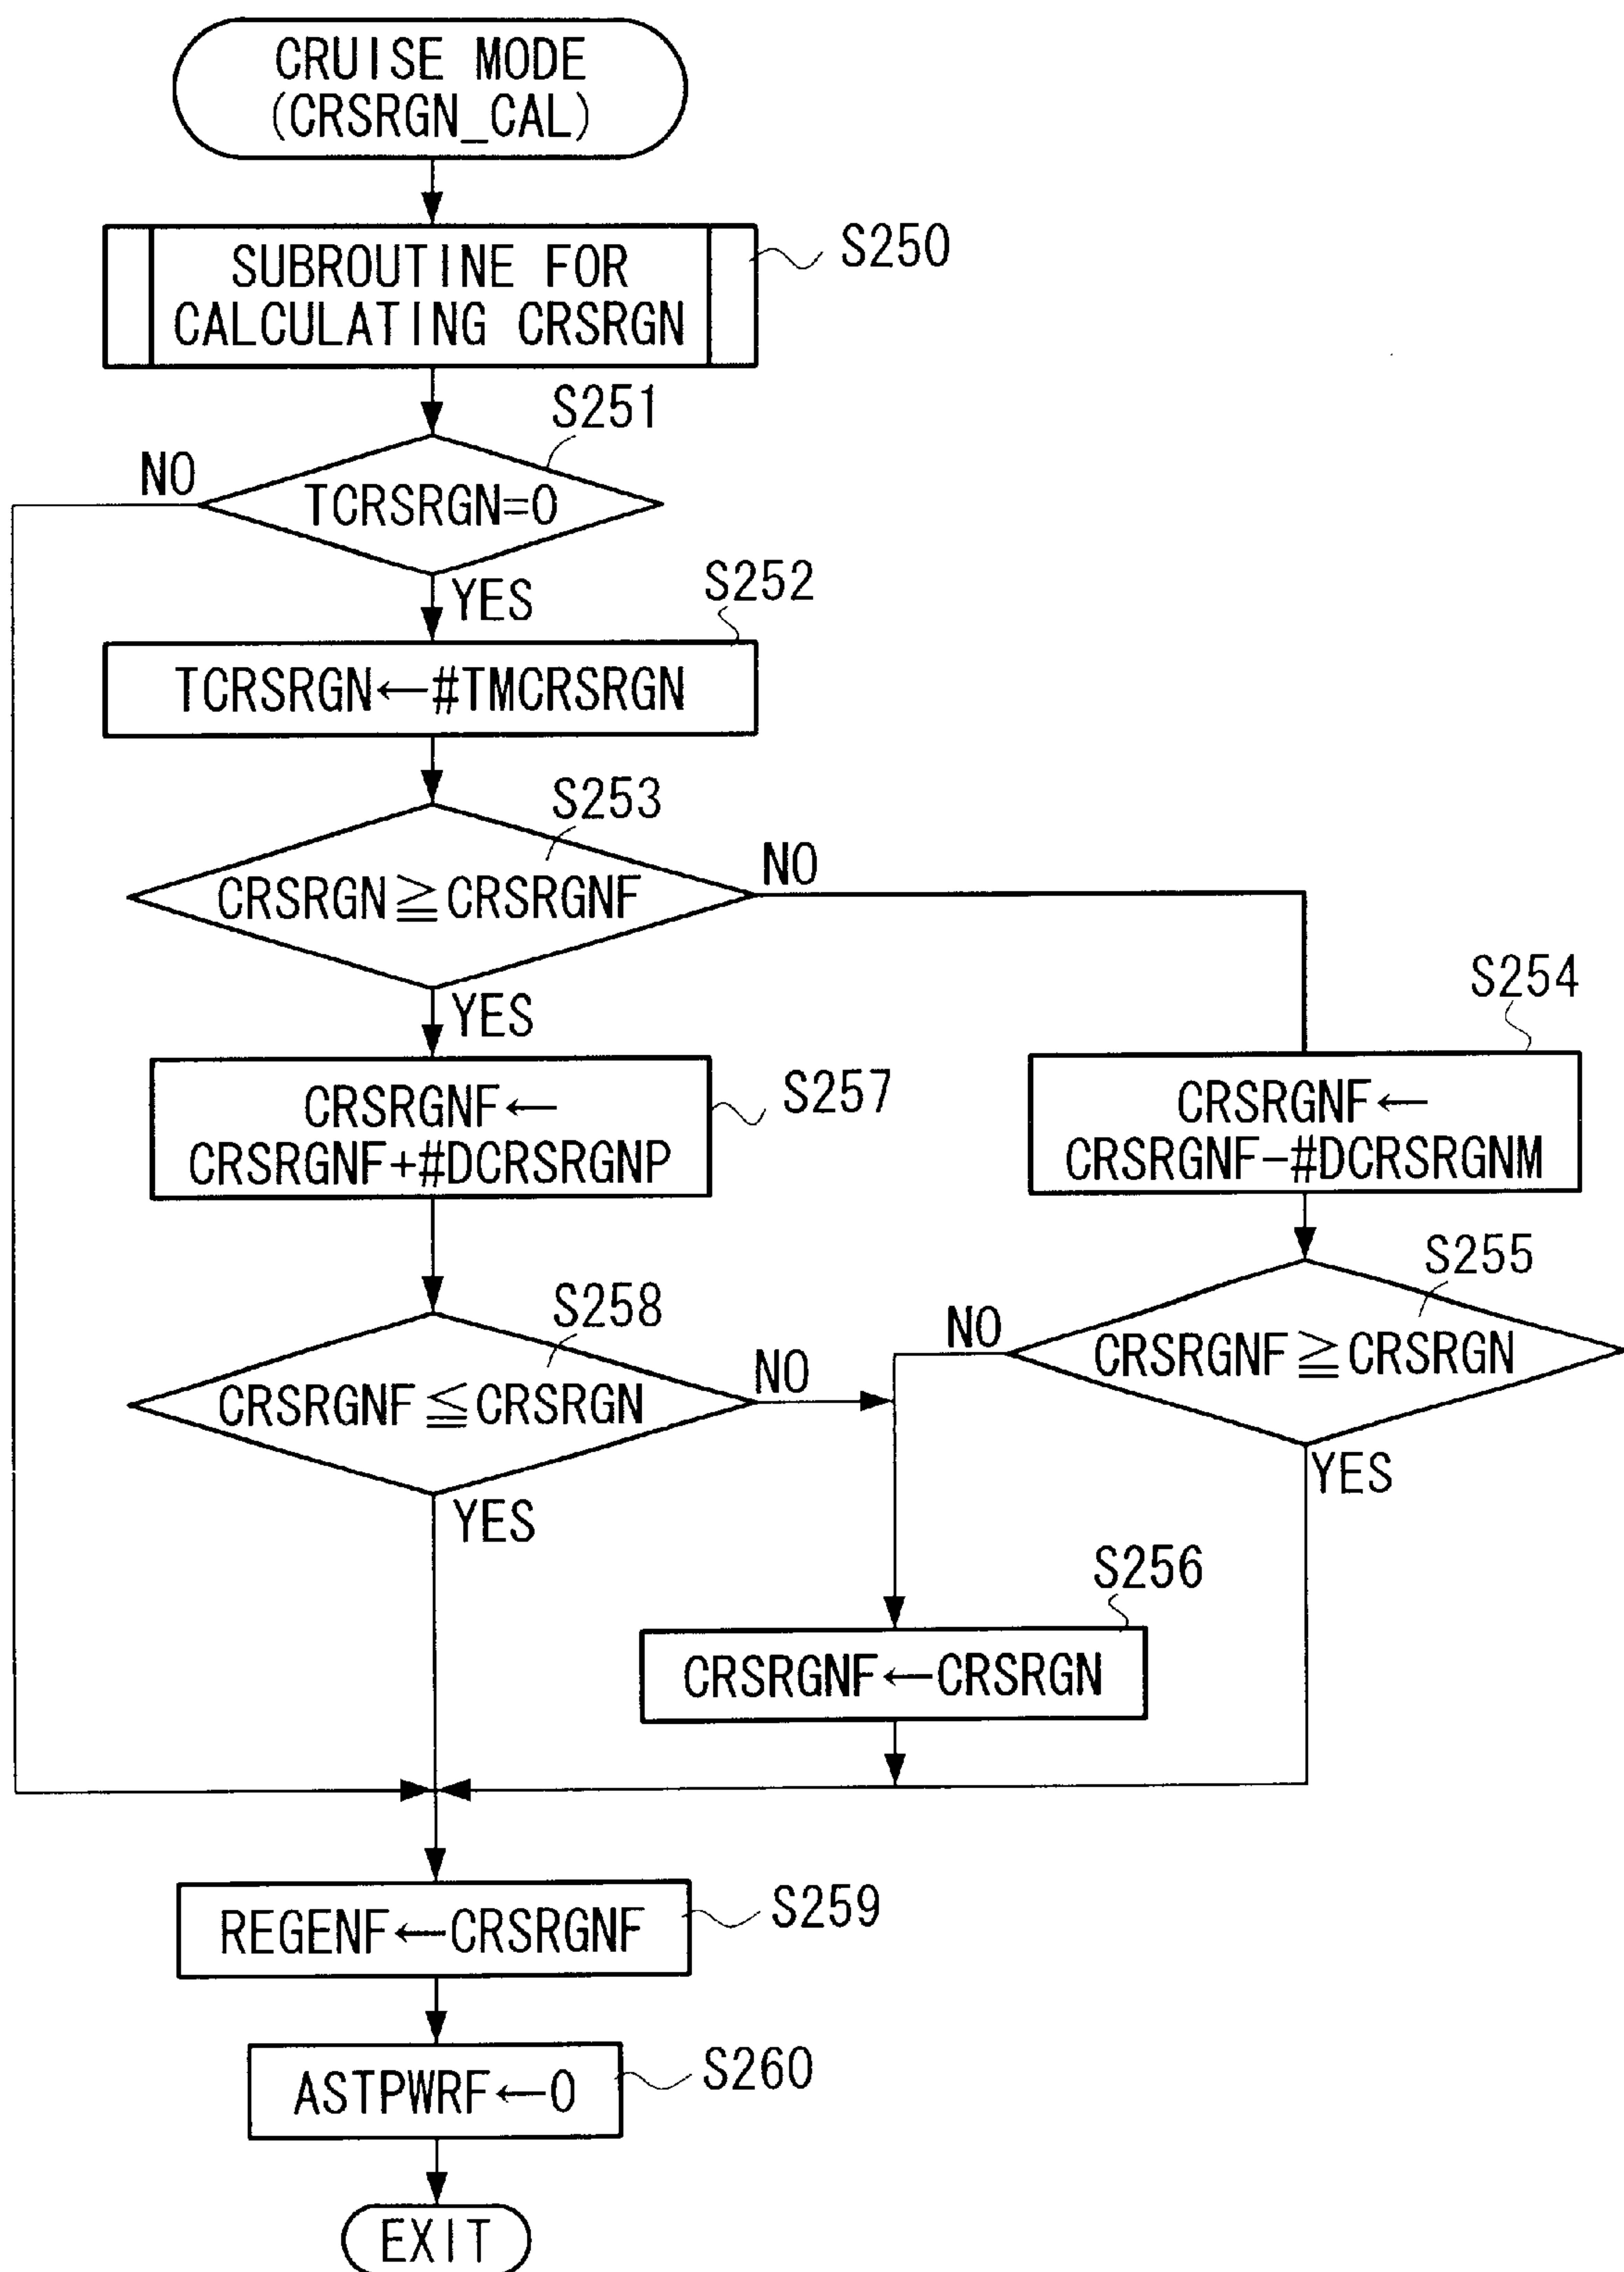 CRUISE MODE
(CRSRGN_CAL)
SUBROUTINE FOR
CALCULATING CRSRGN
S250
S251
NO
TCRSRGN=0
YES
S252
TCRSRGN←#TMCRSRGN
S253
NO
CRSRGN≧CRSRGNF
YES
S254
S257
CRSRGNF←
CRSRGNF+#DCRSRGNP
CRSRGNF←
CRSRGNF-#DCRSRGNM
S255
S258
NO
CRSRGNF≧CRSRGN
NO
CRSRGNF≦CRSRGN
YES
YES
S256
CRSRGNF←CRSRGN
REGENF←CRSRGNF
S259
ASTPWRF←0
S260
EXIT